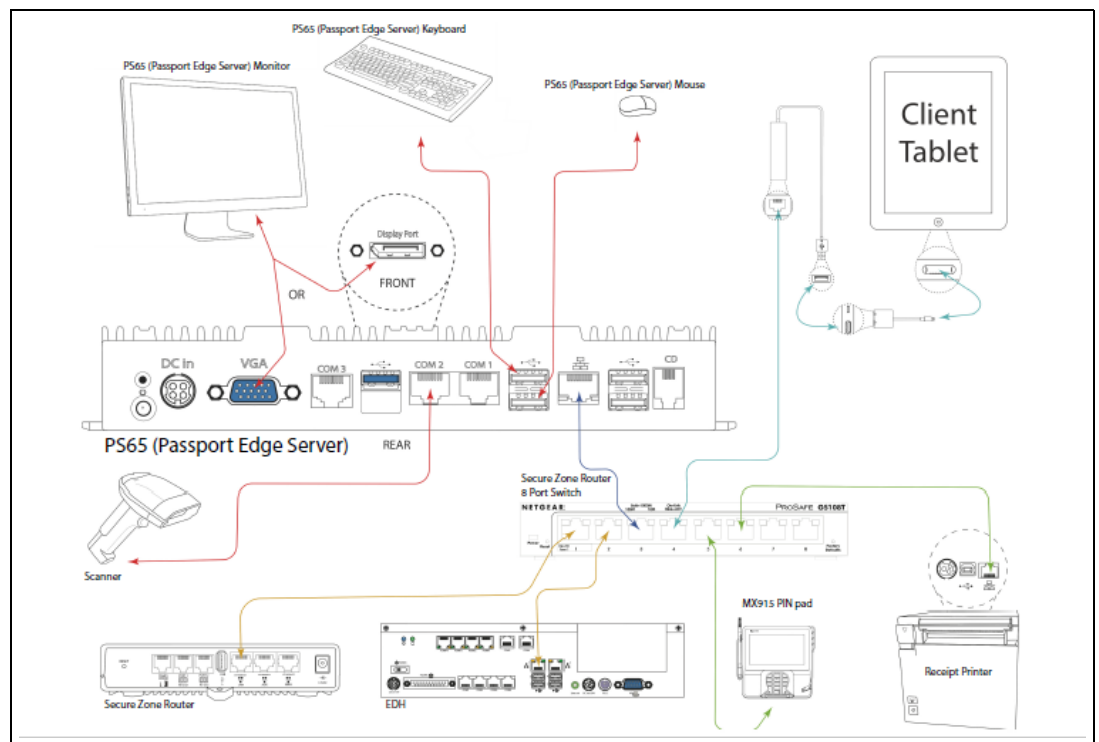 PS65 (Passport Edge Server) Keyboard
PS65 (Passport Edge Server) Monitor
PS65 (Passport Edge Server) Mouse
Client
Tablet
Display Port
FRONT
OR
DC in
VGA
COM 3
COM 2
COM 1
CD
PS65 (Passport Edge Server)
REAR
Secure Zone Router
8 Port Switch
NETGEAR
PROSAFE GS108T
1 2 3 4 5 6 7 8
Scanner
MX915 PIN pad
Receipt Printer
Secure Zone Router
EDH